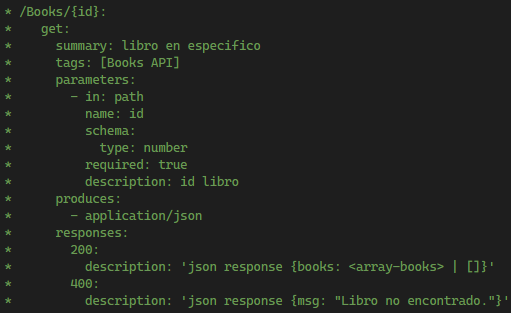 * /Books/{id}:
*    get:
*      summary: libro en especifico
*      tags: [Books API]
*      parameters:
*        - in: path
*          name: id
*          schema:
*            type: number
*          required: true
*          description: id libro
*      produces:
*        - application/json
*      responses:
*        200:
*          description: 'json response {books: <array-books> | []}'
*        400:
*          description: 'json response {msg: "Libro no encontrado."}'